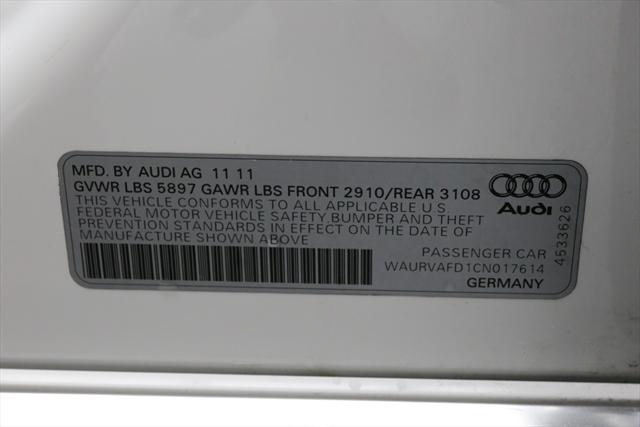 MFD. BY AUDI AG 11 11
GVWR LBS 5897 GAWR LBS FRONT 2910/REAR 3108
THIS VEHICLE CONFORMS TO ALL APPLICABLE U S
FEDERAL MOTOR VEHICLE SAFETY, BUMPER AND THEFT
PREVENTION STANDARDS IN EFFECT ON THE DATE OF
MANUFACTURE SHOWN ABOVE
Audi
PASSENGER CAR
WAURVAFD1CN017614
GERMANY
4533626